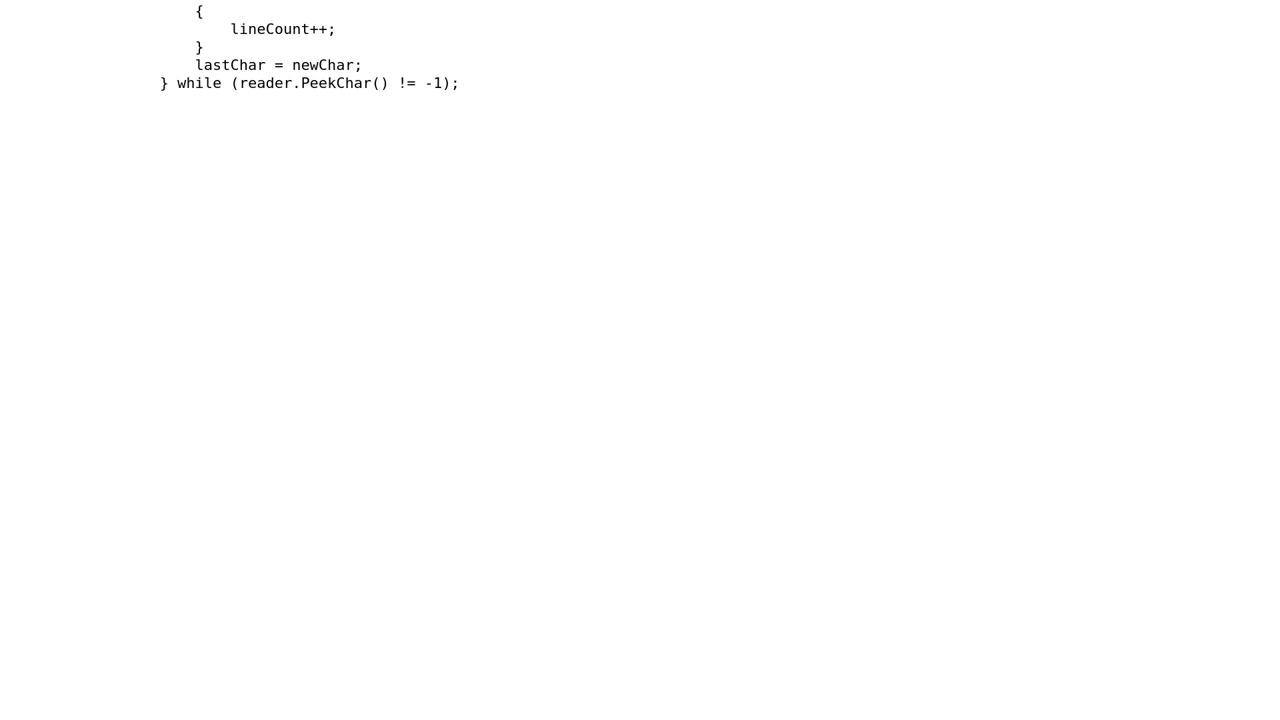 {
lineCount++;
}
lastChar = newChar;
} while (reader.PeekChar() != -1);